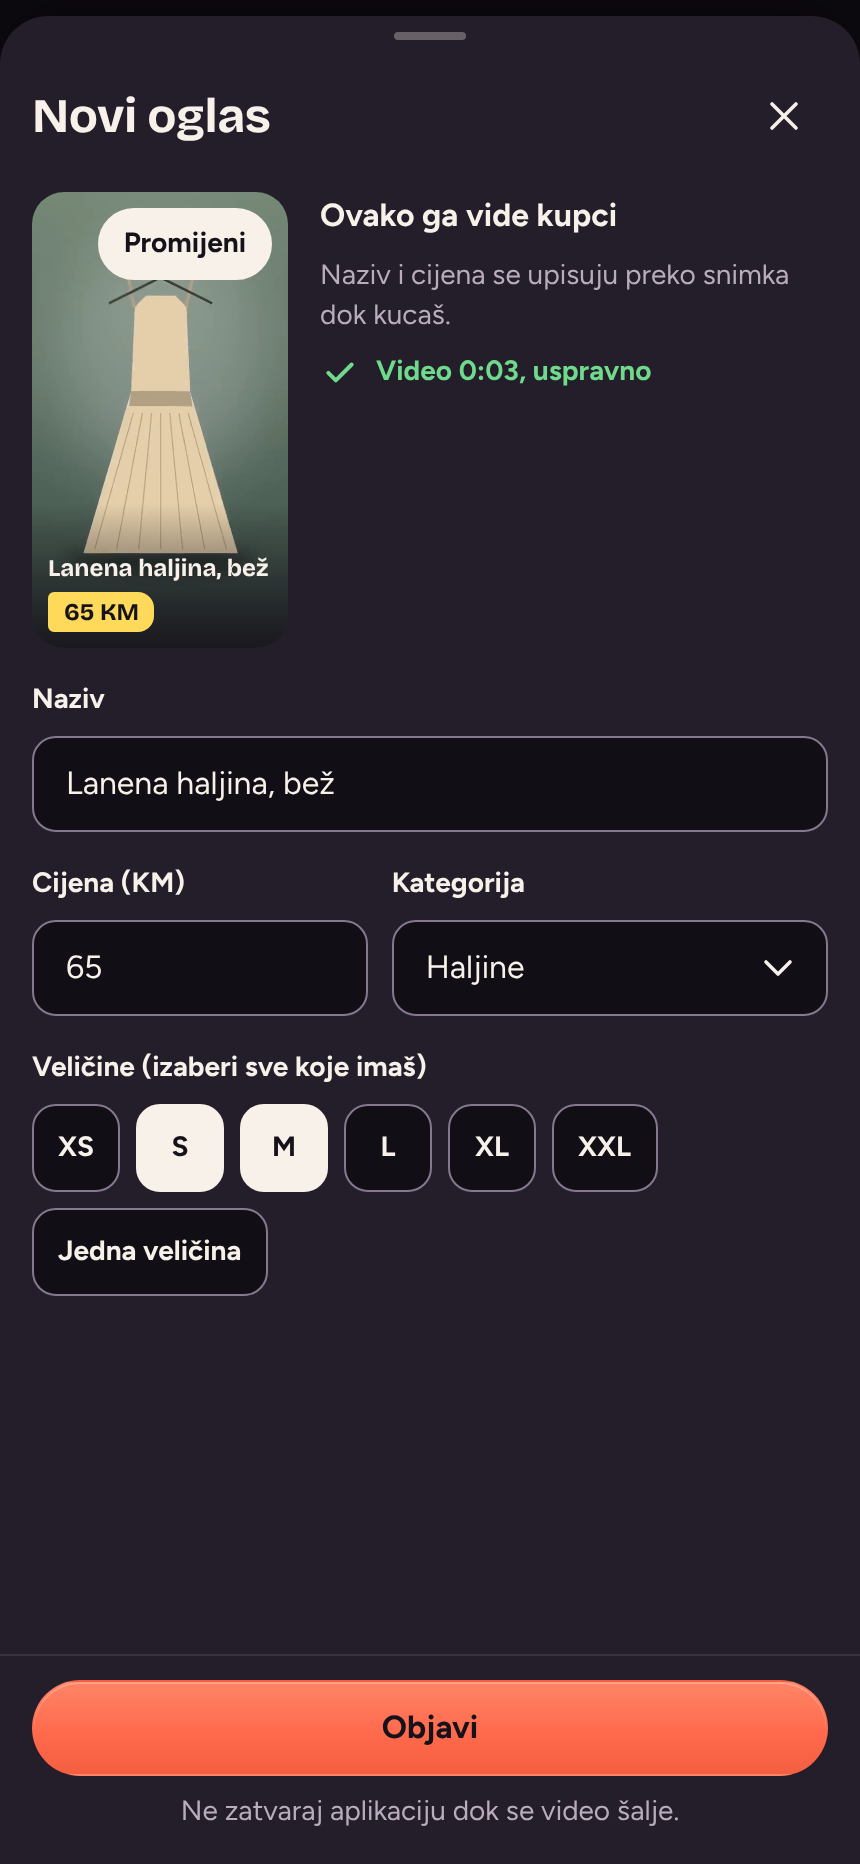 Novi oglas
Promijeni
Lanena haljina, bež
65 KM
Ovako ga vide kupci
Naziv i cijena se upisuju preko snimka
dok kucaš.
Video 0:03, uspravno
Naziv
Lanena haljina, bež
Cijena (KM)
Kategorija
65
Haljine
Veličine (izaberi sve koje imaš)
XS S M L XL XXL
Jedna veličina
Objavi
Ne zatvaraj aplikaciju dok se video šalje.